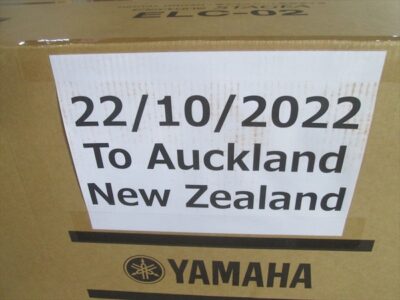 ELC-02
22/10/2022
To Auckland
New Zealand
YAMAHA